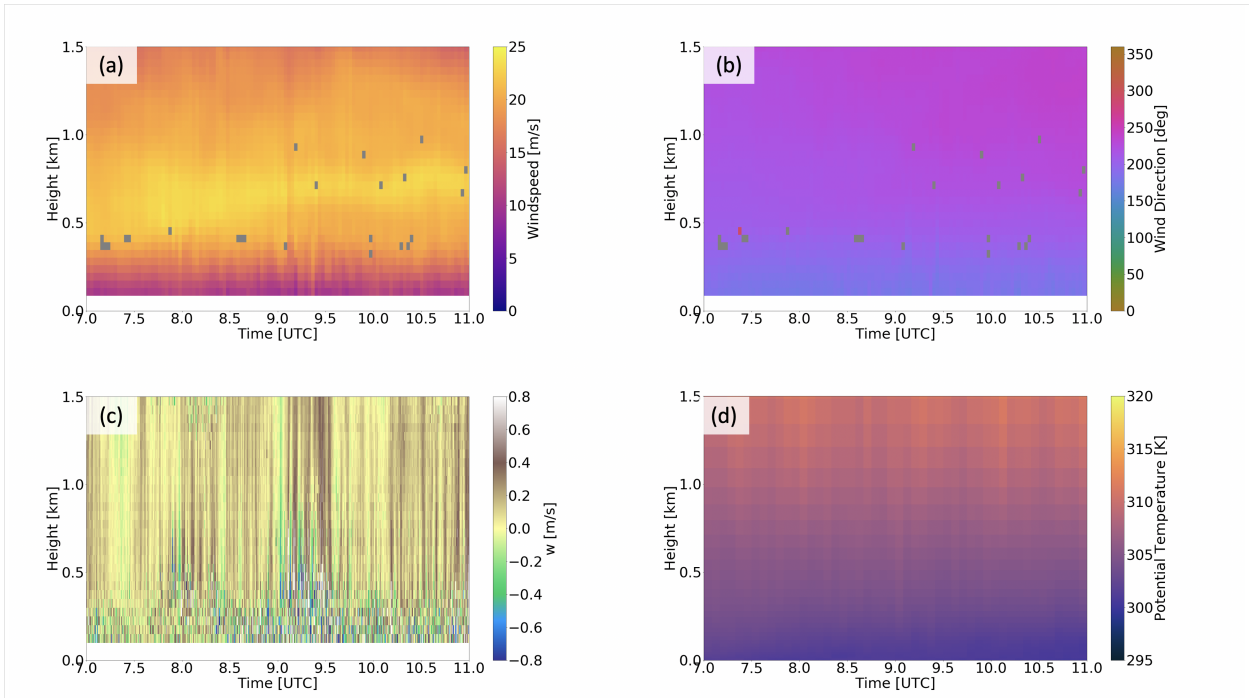 (a)
1.5
1.0
0.5
0.0
Height [km]
7.0 7.5 8.0 8.5 9.0 9.5 10.0 10.5 11.0
Time [UTC]
25
20
15
10
5
0
Windspeed [m/s]
(b)
1.5
1.0
0.5
0.0
Height [km]
7.0 7.5 8.0 8.5 9.0 9.5 10.0 10.5 11.0
Time [UTC]
350
300
250
200
150
100
50
0
Wind Direction [deg]
(c)
1.5
1.0
0.5
0.0
Height [km]
7.0 7.5 8.0 8.5 9.0 9.5 10.0 10.5 11.0
Time [UTC]
0.8
0.6
0.4
0.2
0.0
−0.2
−0.4
−0.6
−0.8
w [m/s]
(d)
1.5
1.0
0.5
0.0
Height [km]
7.0 7.5 8.0 8.5 9.0 9.5 10.0 10.5 11.0
Time [UTC]
320
315
310
305
300
295
Potential Temperature [K]